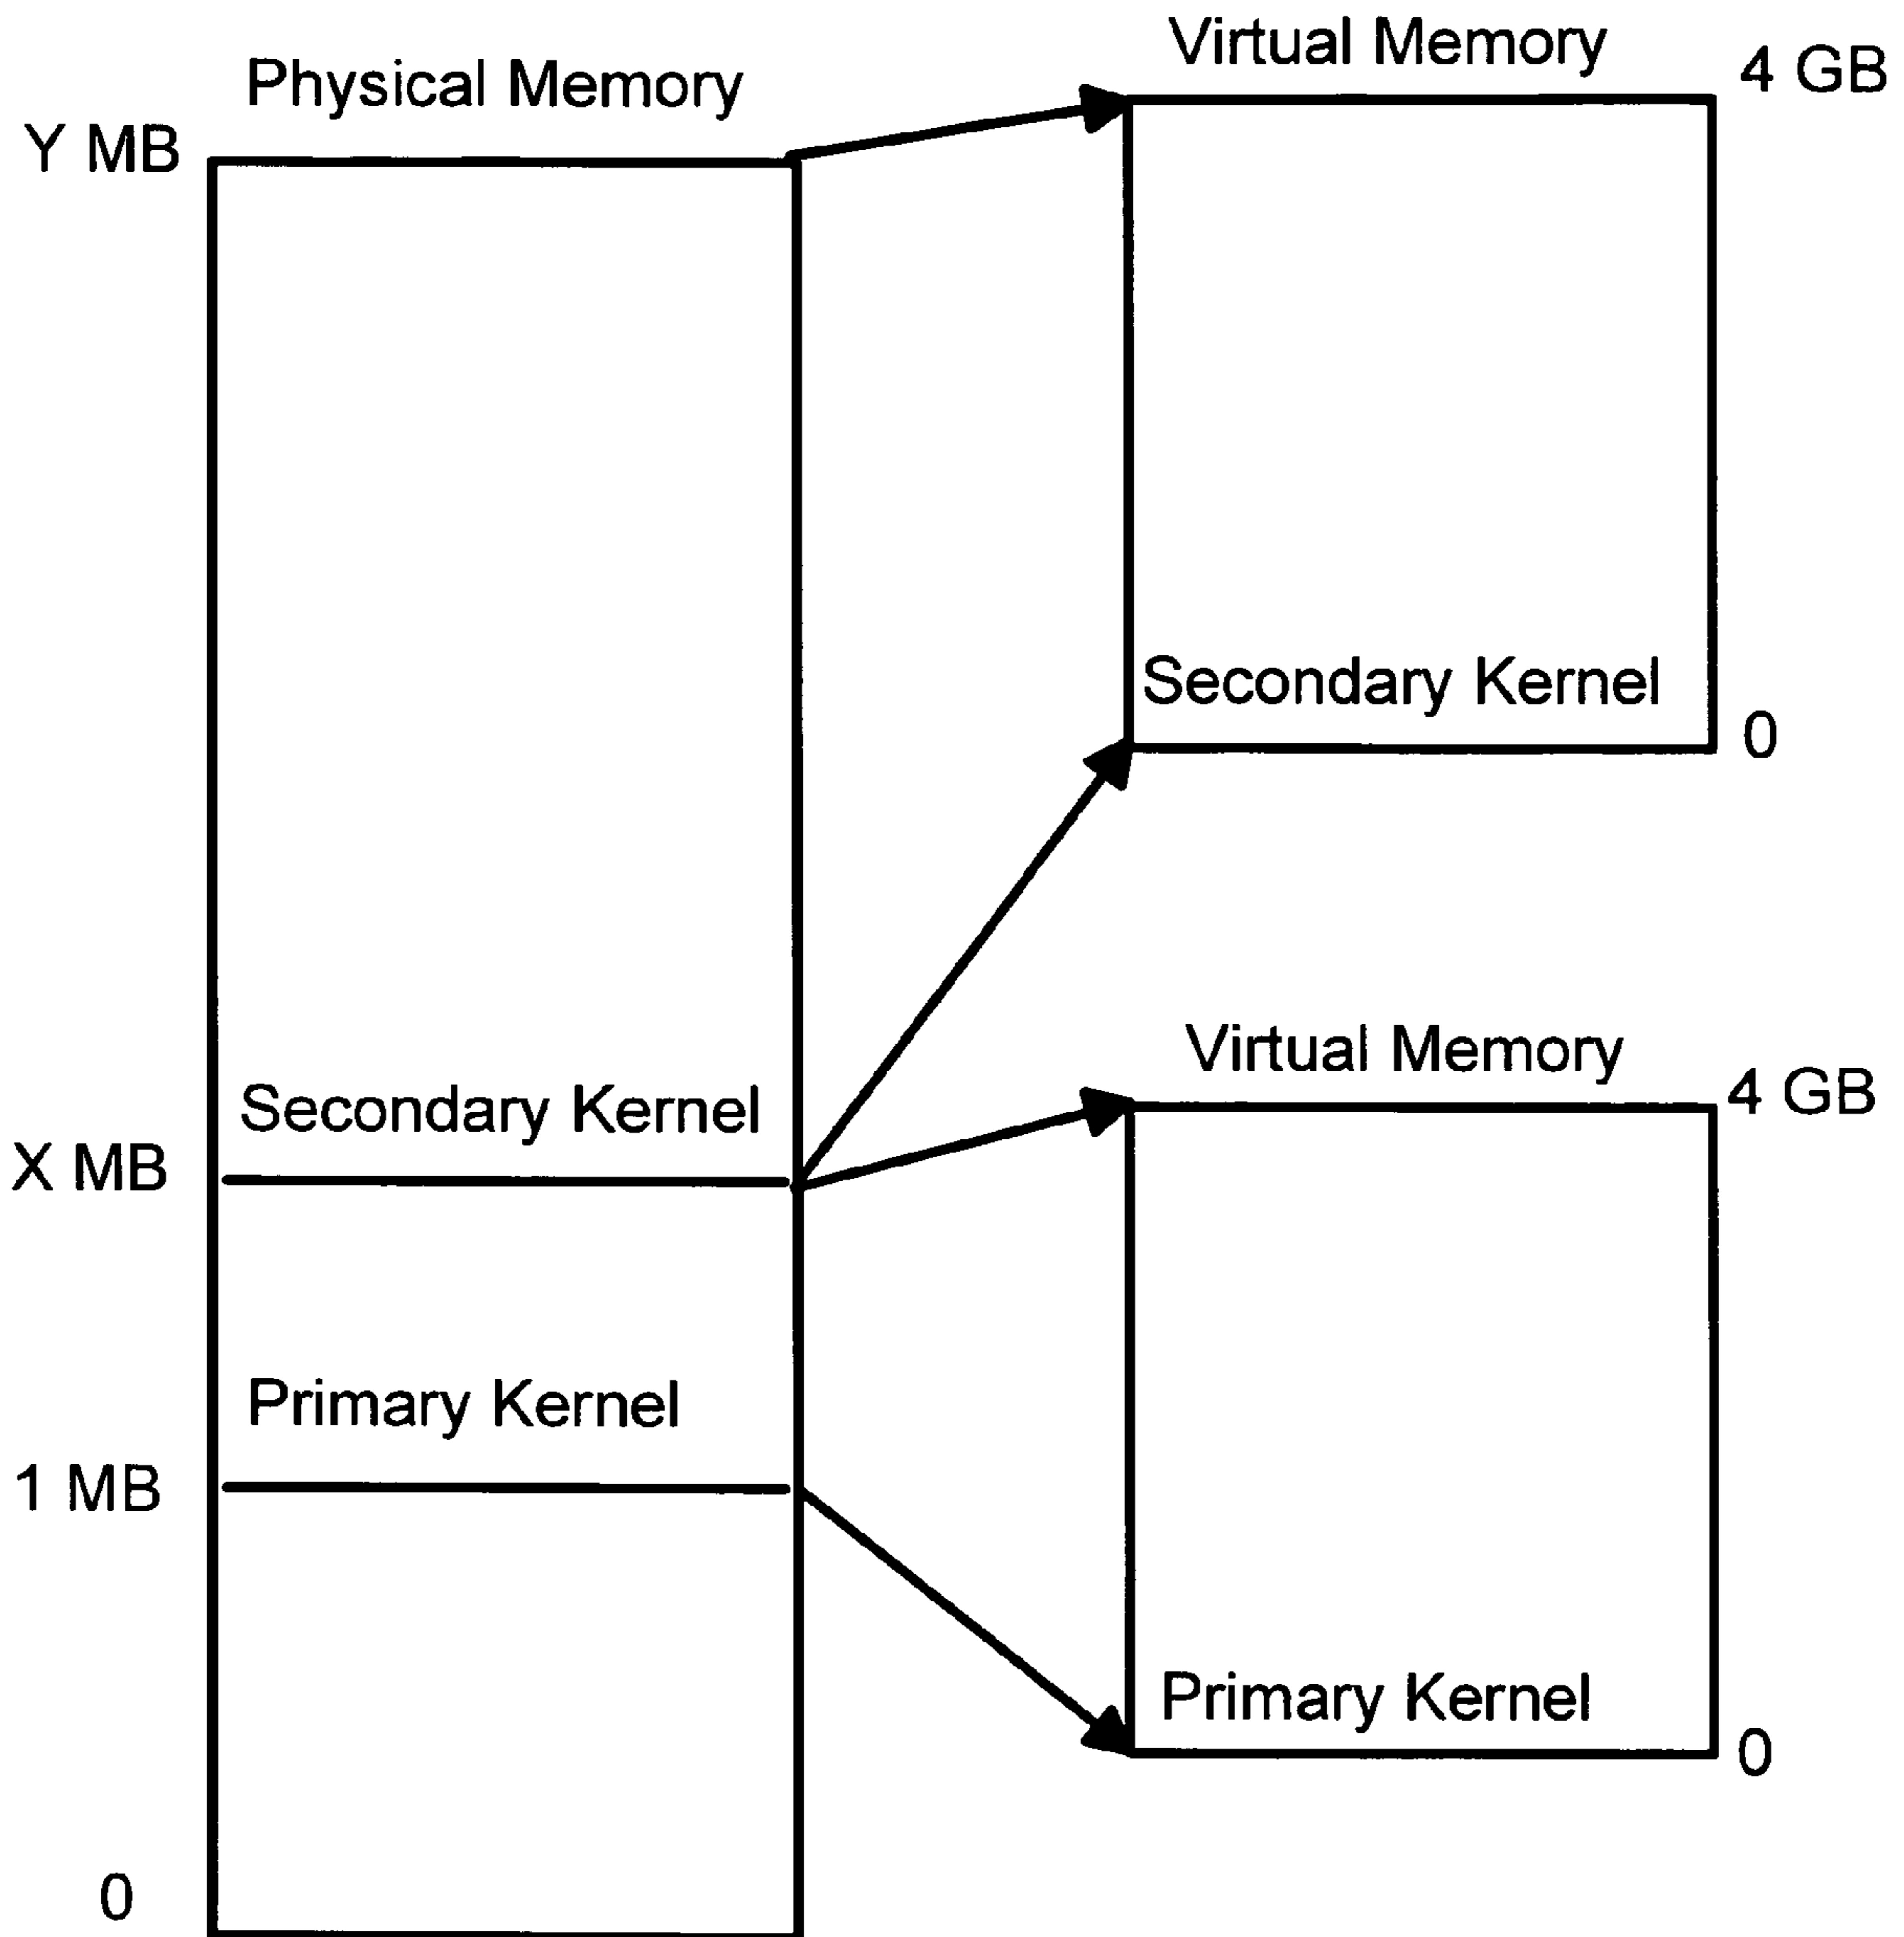 Physical Memory
Virtual Memory
4 GB
Y MB
Secondary Kernel
0
Virtual Memory
4 GB
Secondary Kernel
X MB
Primary Kernel
1 MB
Primary Kernel
0
0